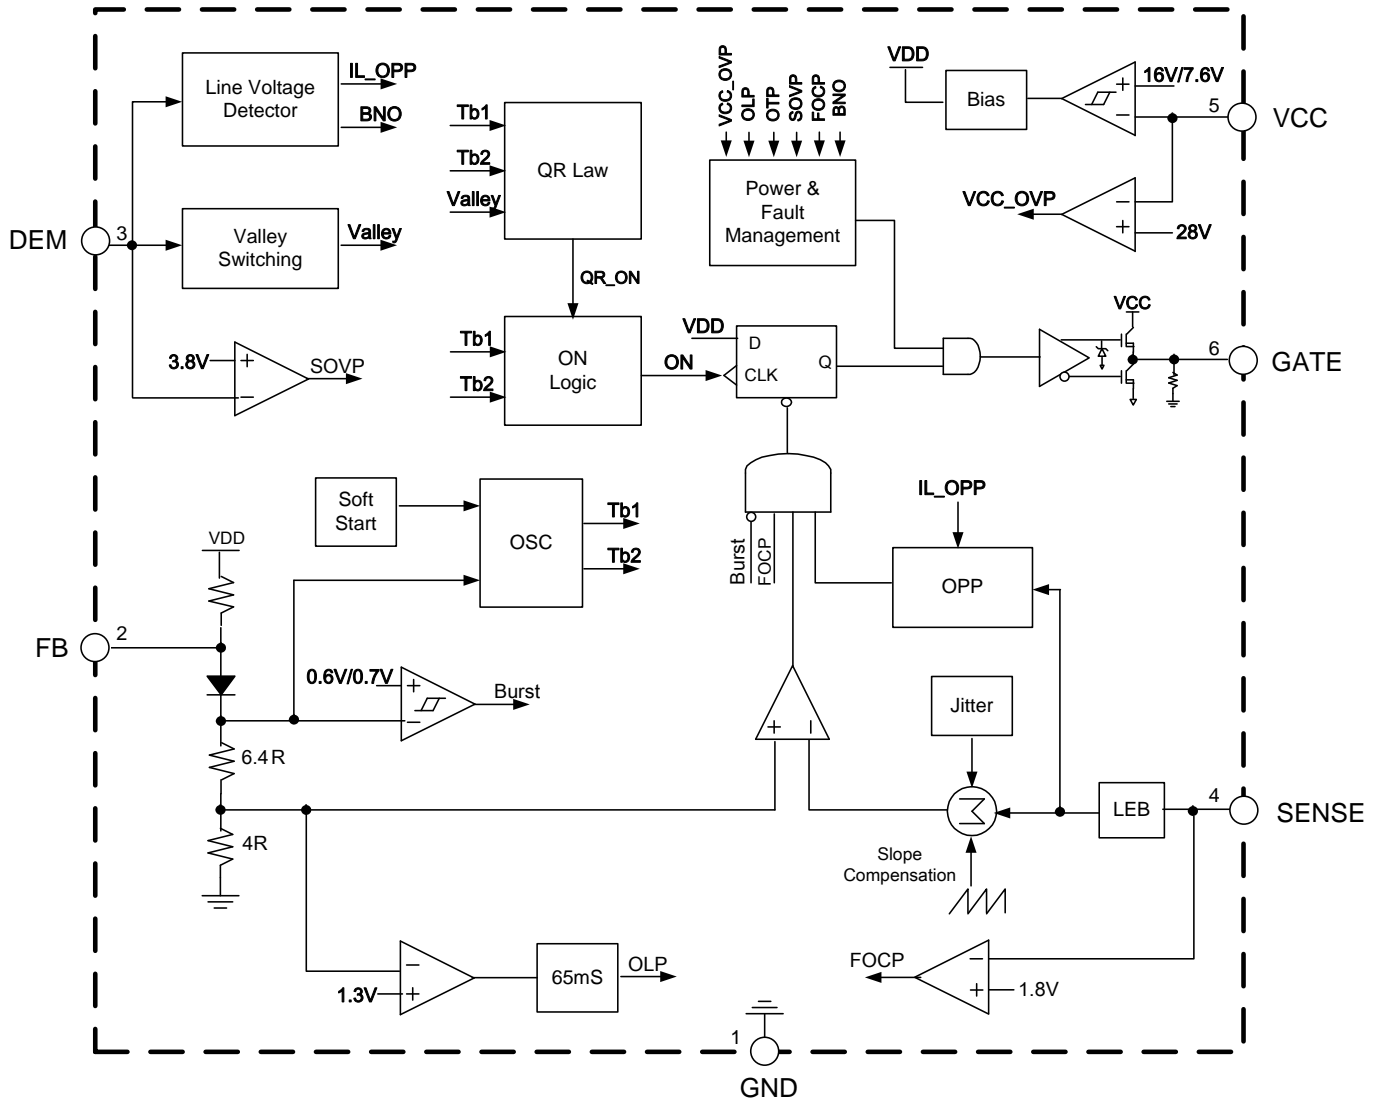 Line Voltage
Detector
IL_OPP
BNO
Tb1
Tb2
Valley
QR Law
VCC_OVP
OLP
OTP
SOVP
FOCP
BNO
Power &
Fault
Management
VDD
Bias
+
−
16V/7.6V
5
VCC
VCC_OVP
−
+
28V
DEM
3
Valley
Switching
Valley
QR_ON
3.8V
+
−
SOVP
Tb1
Tb2
ON
Logic
ON
VDD
D
CLK
Q
VCC
6
GATE
Soft
Start
OSC
Tb1
Tb2
Burst
FOCP
IL_OPP
OPP
VDD
FB
2
0.6V/0.7V
+
−
Burst
6.4R
4R
+
−
Jitter
Σ
LEB
4
SENSE
Slope
Compensation
−
1.3V
+
65mS
OLP
FOCP
−
+
1.8V
1
GND